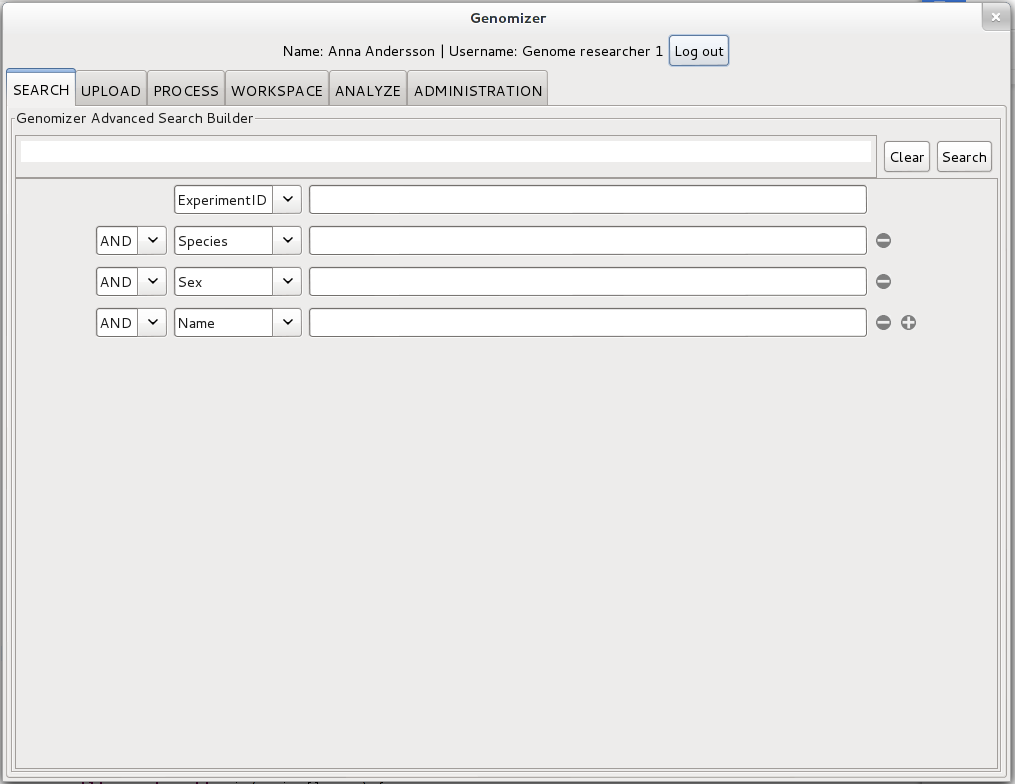 Genomizer
Name: Anna Andersson | Username: Genome researcher 1 Log out
SEARCH UPLOAD PROCESS WORKSPACE ANALYZE ADMINISTRATION
Genomizer Advanced Search Builder
Clear Search
ExperimentID
AND Species
AND Sex
AND Name